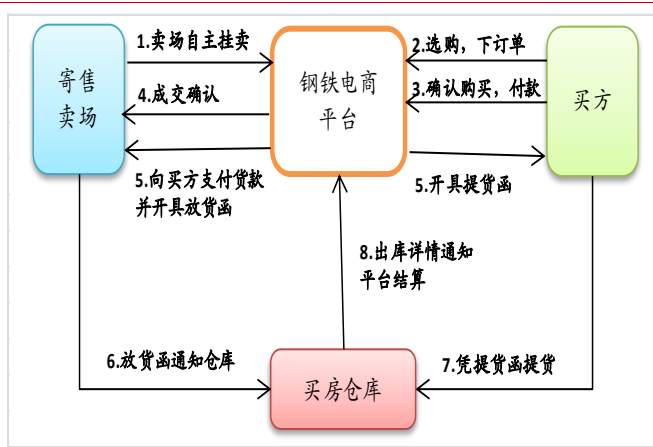 1.卖场自主挂卖
2.选购，下订单
寄售
卖场
钢铁电商
平台
买方
4.成交确认
3.确认购买，付款
5.向买方支付货款
并开具放货函
5.开具提货函
8.出库详情通知
平台结算
6.放货函通知仓库
7.凭提货函提货
买房仓库